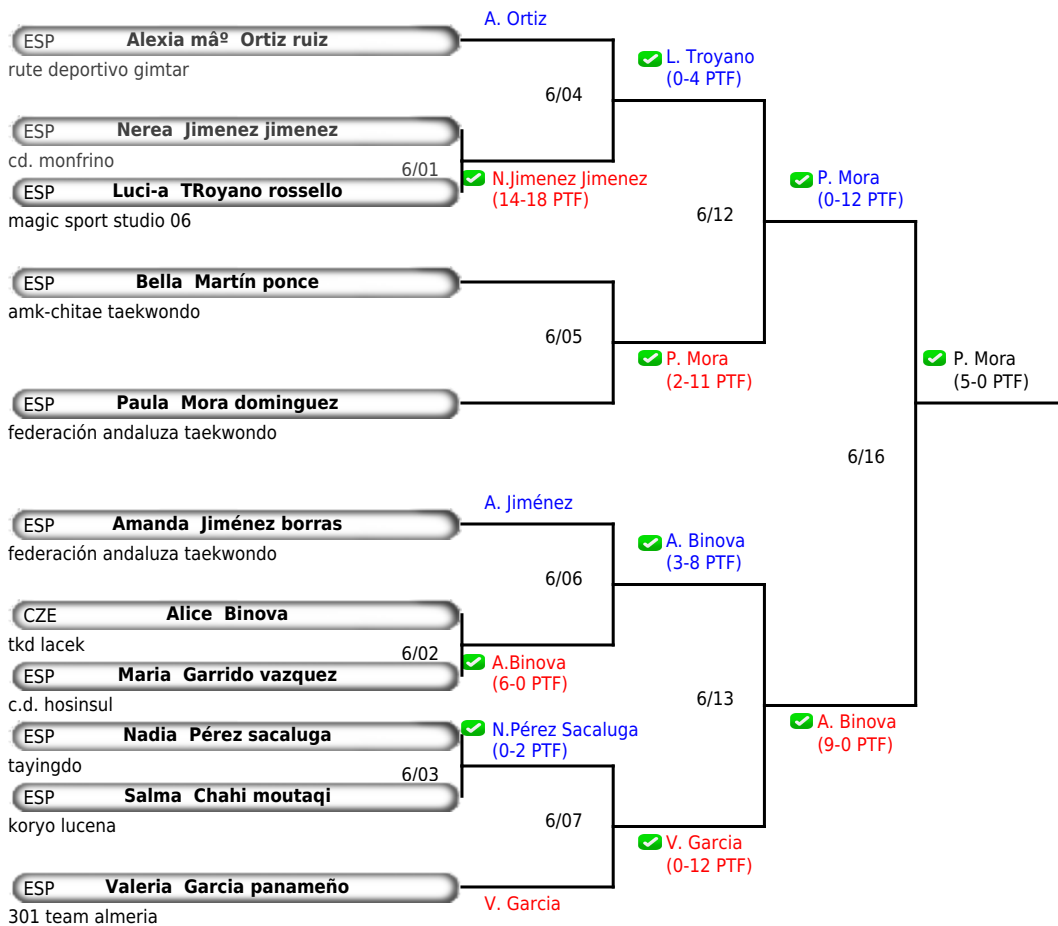 A. Ortiz
ESP Alexia mâº Ortiz ruiz
rute deportivo gimtar
L. Troyano
(0-4 PTF)
6/04
ESP Nerea Jimenez jimenez
cd. monfrino
6/01
N.Jimenez Jimenez
(14-18 PTF)
ESP Luci-a TRoyano rossello
magic sport studio 06
P. Mora
(0-12 PTF)
6/12
ESP Bella Martín ponce
amk-chitae taekwondo
6/05
P. Mora
(2-11 PTF)
P. Mora
(5-0 PTF)
ESP Paula Mora dominguez
federación andaluza taekwondo
6/16
A. Jiménez
ESP Amanda Jiménez borras
federación andaluza taekwondo
A. Binova
(3-8 PTF)
6/06
CZE Alice Binova
tkd lacek
6/02
A.Binova
(6-0 PTF)
ESP Maria Garrido vazquez
c.d. hosinsul
6/13
A. Binova
(9-0 PTF)
ESP Nadia Pérez sacaluga
tayingdo
N.Pérez Sacaluga
(0-2 PTF)
6/03
ESP Salma Chahi moutaqi
koryo lucena
6/07
V. Garcia
(0-12 PTF)
ESP Valeria Garcia panameño
301 team almeria
V. Garcia